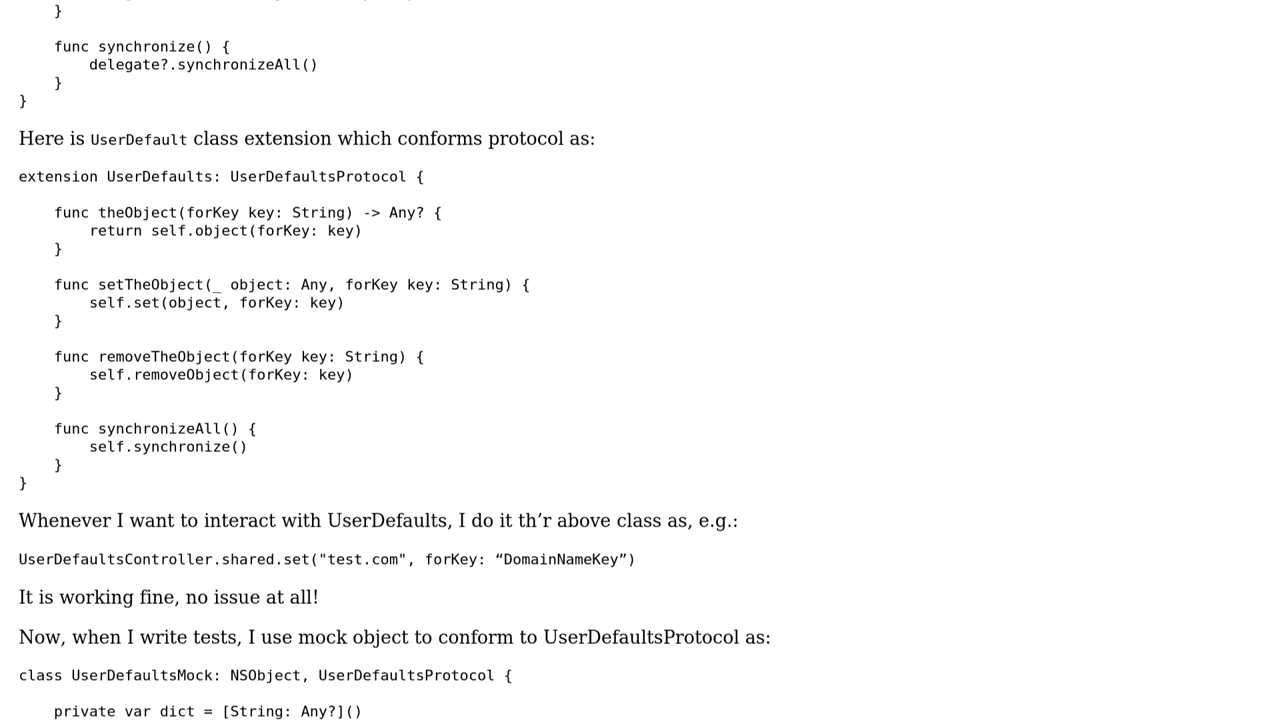 }
func synchronize() {
delegate?.synchronizeAll()
}
}
Here is UserDefault class extension which conforms protocol as:
extension UserDefaults: UserDefaultsProtocol {
func theObject(forKey key: String) -> Any? {
return self.object(forKey: key)
}
func setTheObject(_ object: Any, forKey key: String) {
self.set(object, forKey: key)
}
func removeTheObject(forKey key: String) {
self.removeObject(forKey: key)
}
func synchronizeAll() {
self.synchronize()
}
}
Whenever I want to interact with UserDefaults, I do it th’r above class as, e.g.:
UserDefaultsController.shared.set("test.com", forKey: “DomainNameKey”)
It is working fine, no issue at all!
Now, when I write tests, I use mock object to conform to UserDefaultsProtocol as:
class UserDefaultsMock: NSObject, UserDefaultsProtocol {
private var dict = [String: Any?]()